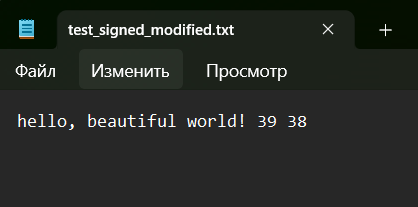 test_signed_modified.txt
Файл Изменить Просмотр
hello, beautiful world! 39 38